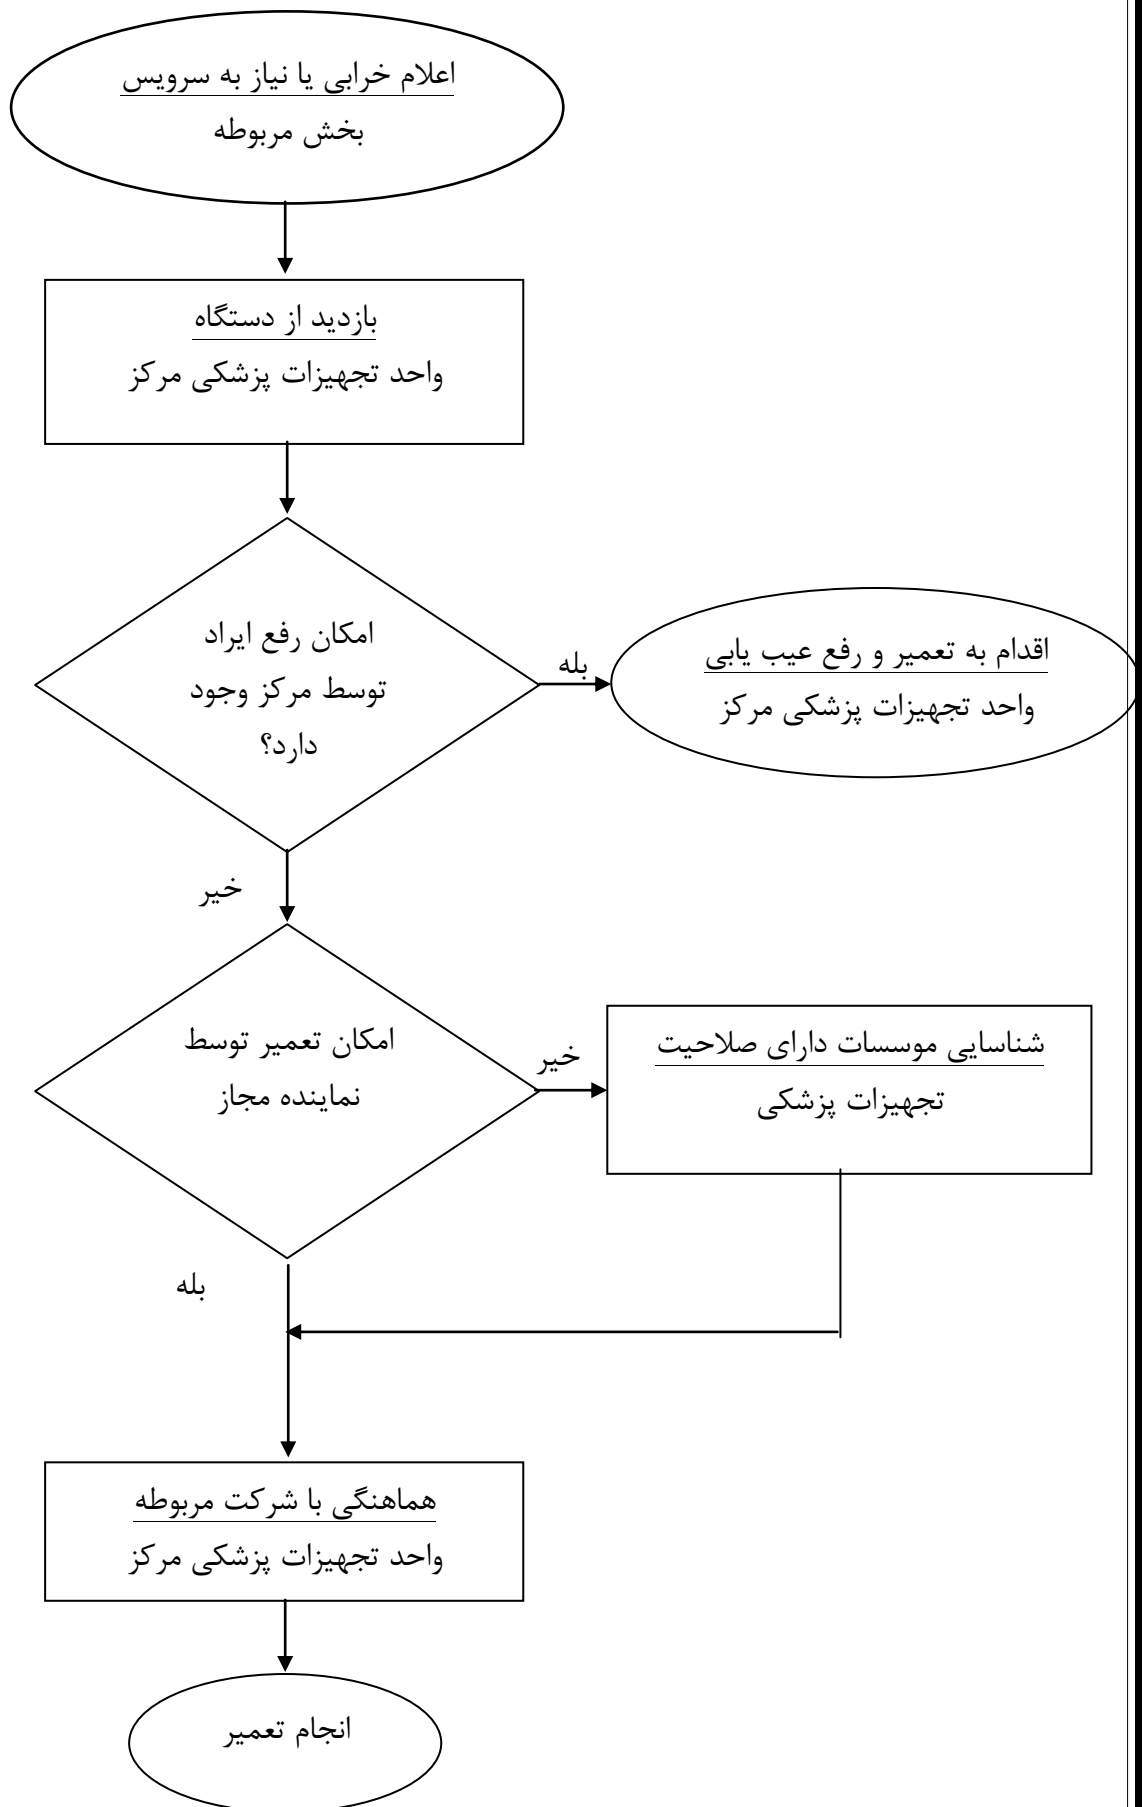 اعلام خرابی یا نیاز به سرویس
بخش مربوطه
بازدید از دستگاه
واحد تجهیزات پزشکی مرکز
امکان رفع ایراد
توسط مرکز وجود
دارد؟
بله
اقدام به تعمیر و رفع عیب یابی
واحد تجهیزات پزشکی مرکز
خیر
امکان تعمیر توسط
نماینده مجاز
خیر
شناسایی موسسات دارای صلاحیت
تجهیزات پزشکی
بله
هماهنگی با شرکت مربوطه
واحد تجهیزات پزشکی مرکز
انجام تعمیر